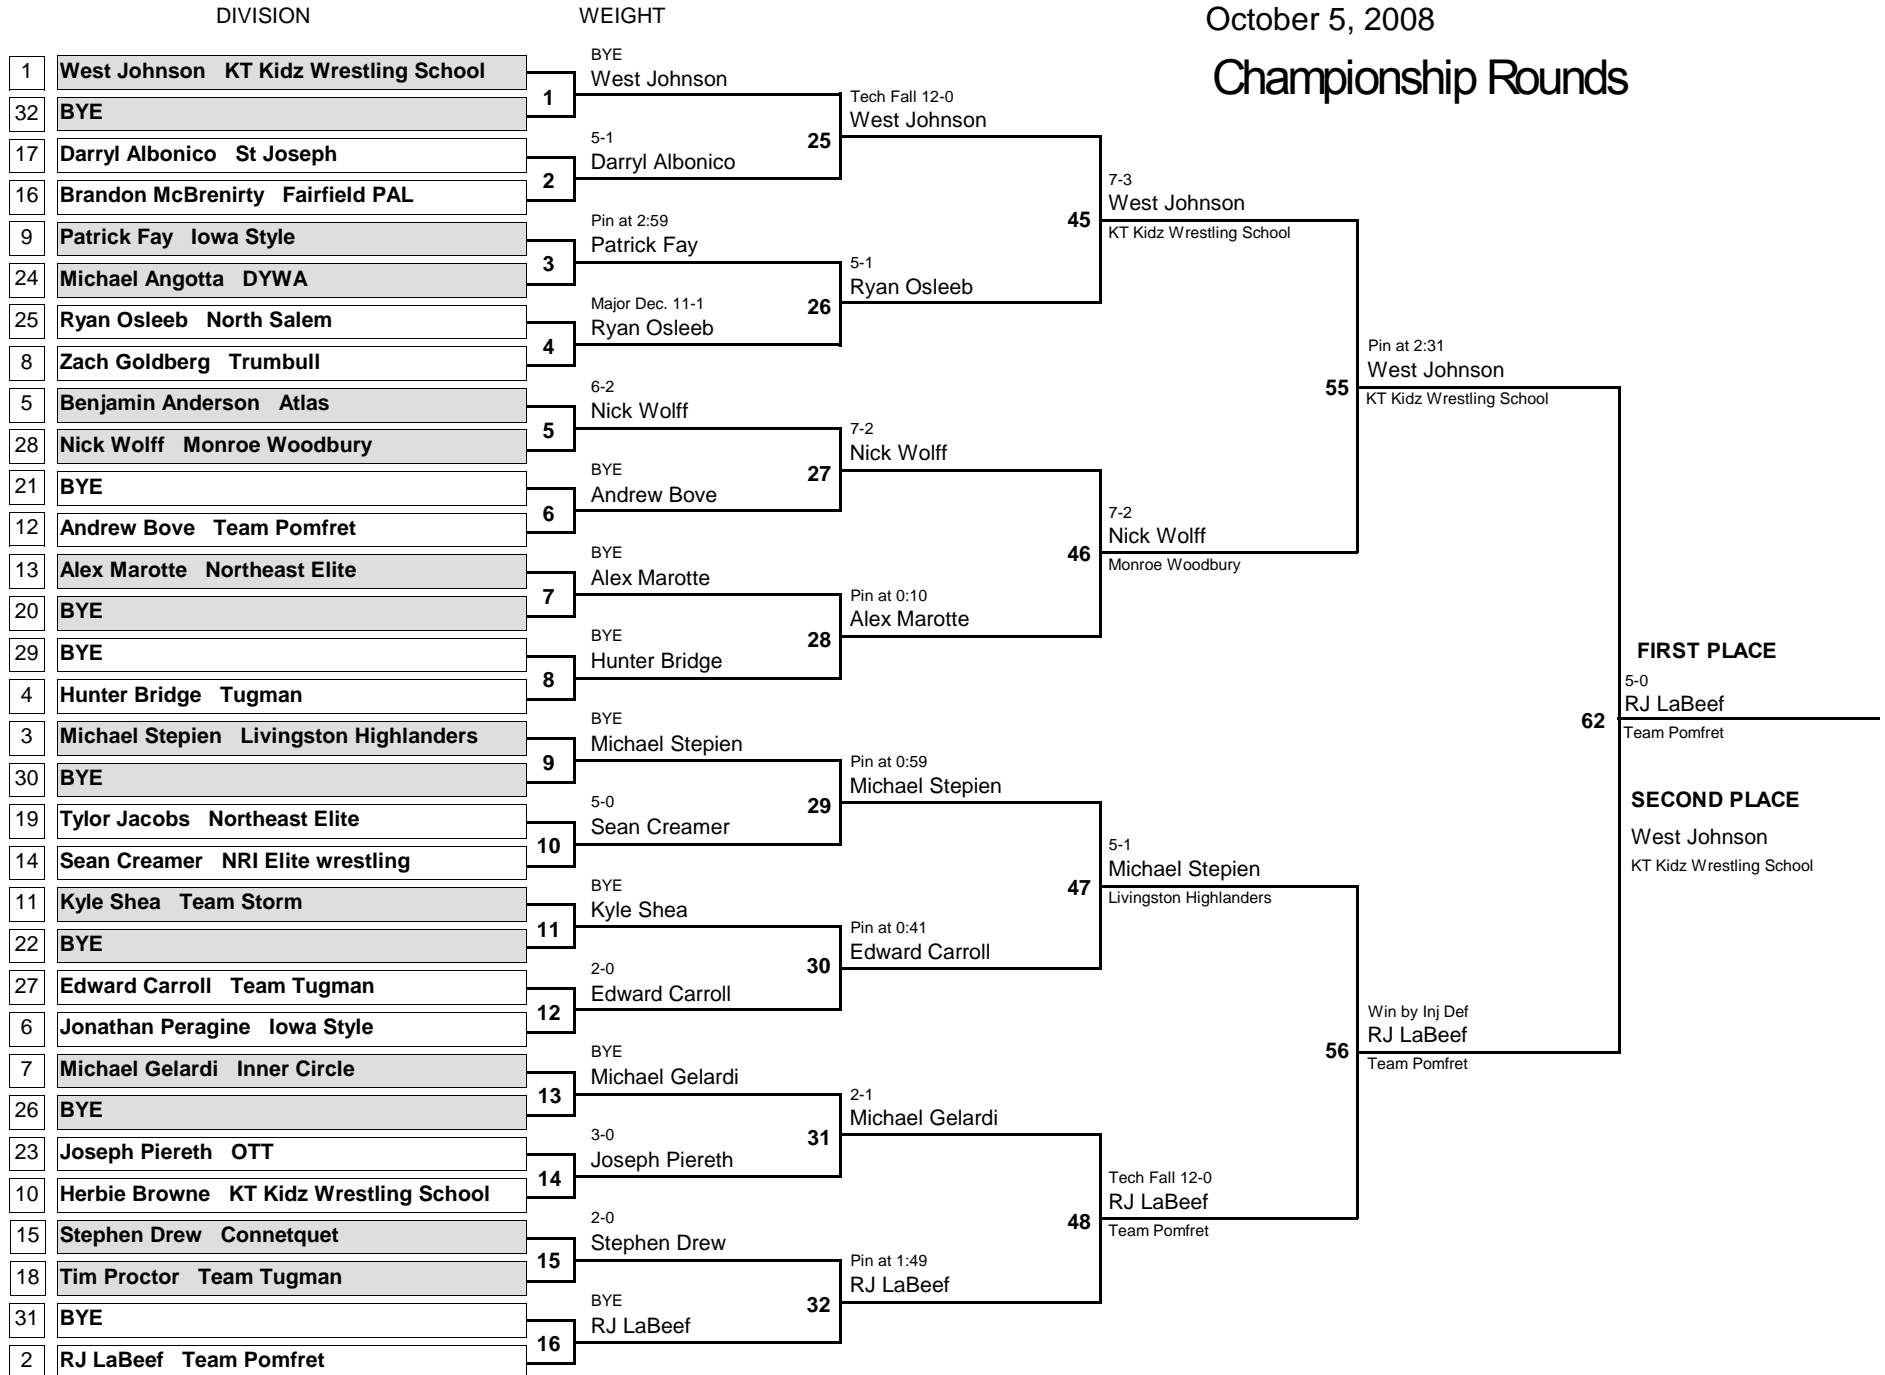 DIVISION WEIGHT October 5, 2008
Championship Rounds
1 West Johnson KT Kidz Wrestling School
32 BYE
17 Darryl Albonico St Joseph
16 Brandon McBrenirty Fairfield PAL
9 Patrick Fay Iowa Style
24 Michael Angotta DYWA
25 Ryan Osleeb North Salem
8 Zach Goldberg Trumbull
5 Benjamin Anderson Atlas
28 Nick Wolff Monroe Woodbury
21 BYE
12 Andrew Bove Team Pomfret
13 Alex Marotte Northeast Elite
20 BYE
29 BYE
4 Hunter Bridge Tugman
3 Michael Stepien Livingston Highlanders
30 BYE
19 Tylor Jacobs Northeast Elite
14 Sean Creamer NRI Elite wrestling
11 Kyle Shea Team Storm
22 BYE
27 Edward Carroll Team Tugman
6 Jonathan Peragine Iowa Style
7 Michael Gelardi Inner Circle
26 BYE
23 Joseph Piereth OTT
10 Herbie Browne KT Kidz Wrestling School
15 Stephen Drew Connetquet
18 Tim Proctor Team Tugman
31 BYE
2 RJ LaBeef Team Pomfret
BYE
West Johnson
1
5-1
Darryl Albonico
2
Pin at 2:59
Patrick Fay
3
Major Dec. 11-1
Ryan Osleeb
4
6-2
Nick Wolff
5
BYE
Andrew Bove
6
BYE
Alex Marotte
7
BYE
Hunter Bridge
8
BYE
Michael Stepien
9
5-0
Sean Creamer
10
BYE
Kyle Shea
11
2-0
Edward Carroll
12
BYE
Michael Gelardi
13
3-0
Joseph Piereth
14
2-0
Stephen Drew
15
BYE
RJ LaBeef
16
Tech Fall 12-0
West Johnson
25
5-1
Ryan Osleeb
26
7-2
Nick Wolff
27
Pin at 0:10
Alex Marotte
28
Pin at 0:59
Michael Stepien
29
Pin at 0:41
Edward Carroll
30
2-1
Michael Gelardi
31
Pin at 1:49
RJ LaBeef
32
7-3
West Johnson
45
KT Kidz Wrestling School
7-2
Nick Wolff
46
Monroe Woodbury
5-1
Michael Stepien
47
Livingston Highlanders
Tech Fall 12-0
RJ LaBeef
48
Team Pomfret
Pin at 2:31
West Johnson
55
KT Kidz Wrestling School
Win by Inj Def
RJ LaBeef
56
Team Pomfret
FIRST PLACE
5-0
RJ LaBeef
62
Team Pomfret
SECOND PLACE
West Johnson
KT Kidz Wrestling School